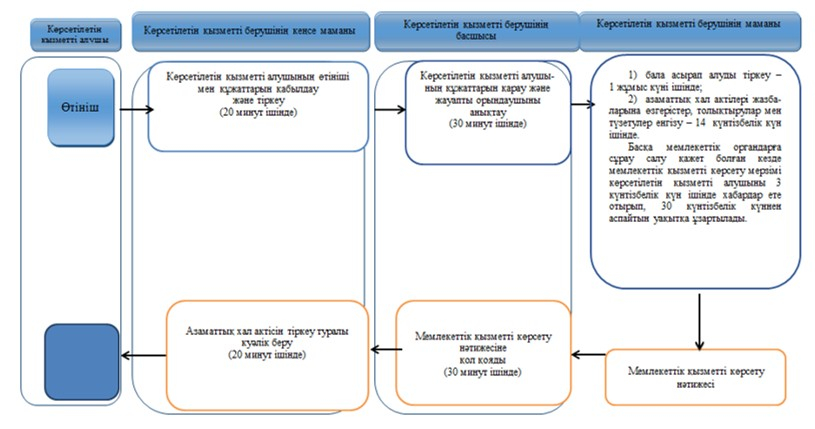 Көрсетілетін
қызметті алушы
Көрсетілетін қызметті берушінің кеңсе маманы
Көрсетілетін қызметті берушінің
басшысы
Көрсетілетін қызметті берушінің маманы
Өтініш
Көрсетілетін қызметті алушының өтініші
мен құжаттарын қабылдау
және тіркеу
(20 минут ішінде)
Көрсетілетін қызметті алушы-
ның құжаттарын қарау және
жауапты орындаушыны
анықтау
(30 минут ішінде)
1) бала асырап алуды тіркеу –
1 жұмыс күні ішінде;
2) азаматтық хал актілері жазба-
ларына өзгерістер, толықтырулар мен
түзетулер енгізу – 14 күнтізбелік күн
ішінде.
Басқа мемлекеттік органдарға
сұрау салу қажет болған кезде
мемлекеттік қызметті көрсету мерзімі
көрсетілетін қызметті алушыны 3
күнтізбелік күн ішінде хабардар ете
отырып, 30 күнтізбелік күннен
аспайтын уақытқа ұзартылады.
Азаматтық хал актісін тіркеу туралы
куәлік беру
(20 минут ішінде)
Мемлекеттік қызметті көрсету
нәтижесіне
қол қояды
(30 минут ішінде)
Мемлекеттік қызметті көрсету
нәтижесі